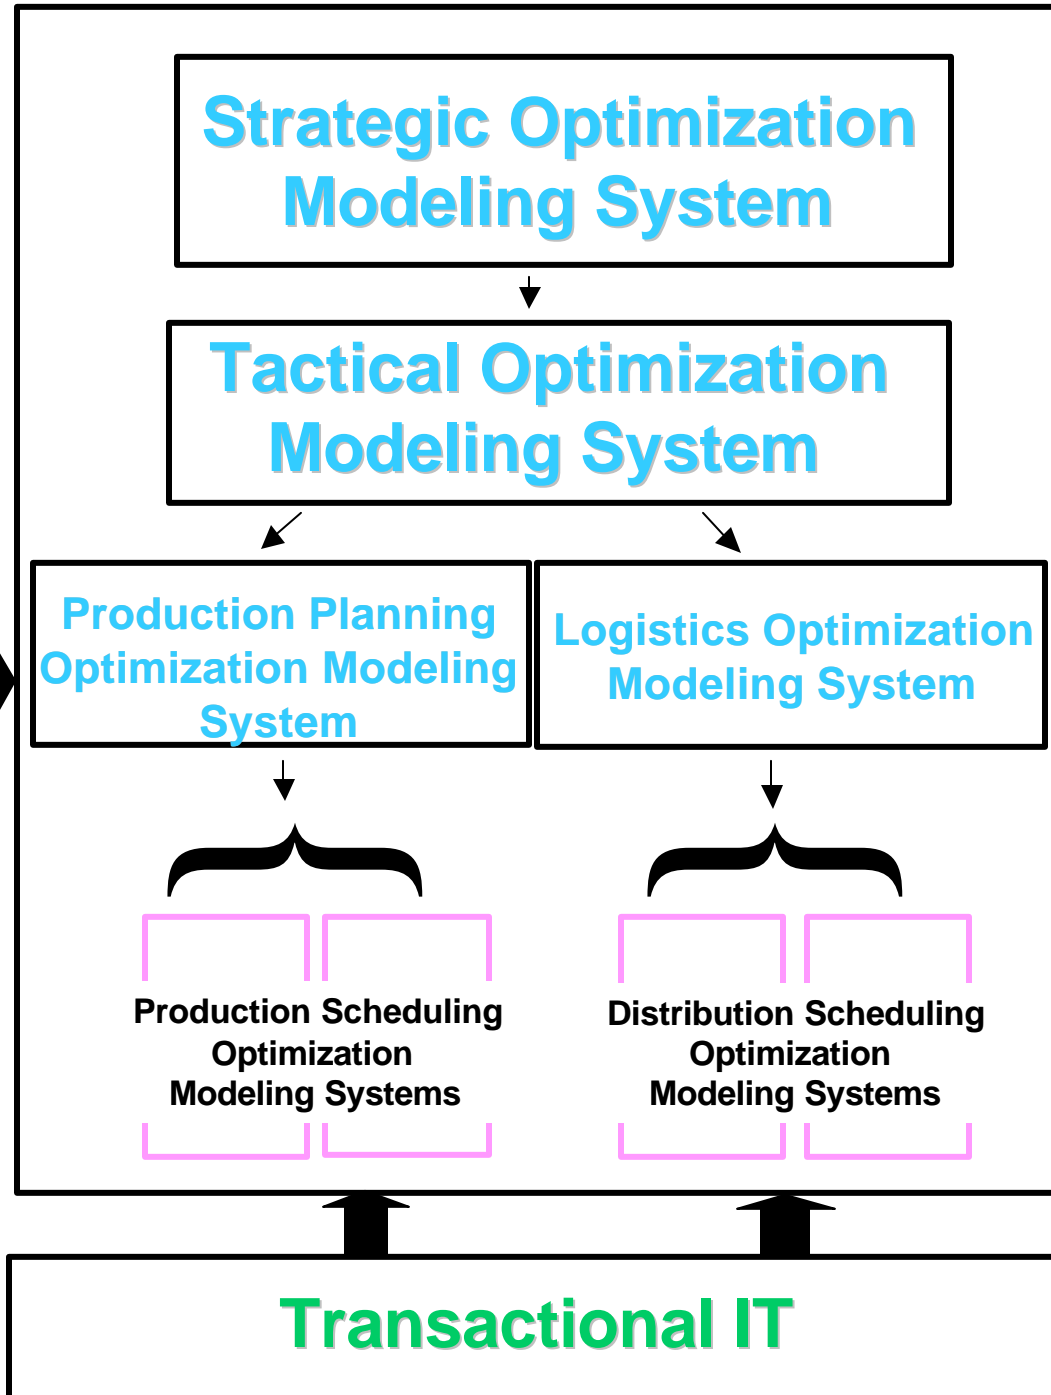 Strategic Optimization
Modeling System
Tactical Optimization
Modeling System
Production Planning
Optimization Modeling
System
Logistics Optimization
Modeling System
Production Scheduling
Optimization
Modeling Systems
Distribution Scheduling
Optimization
Modeling Systems
Transactional IT